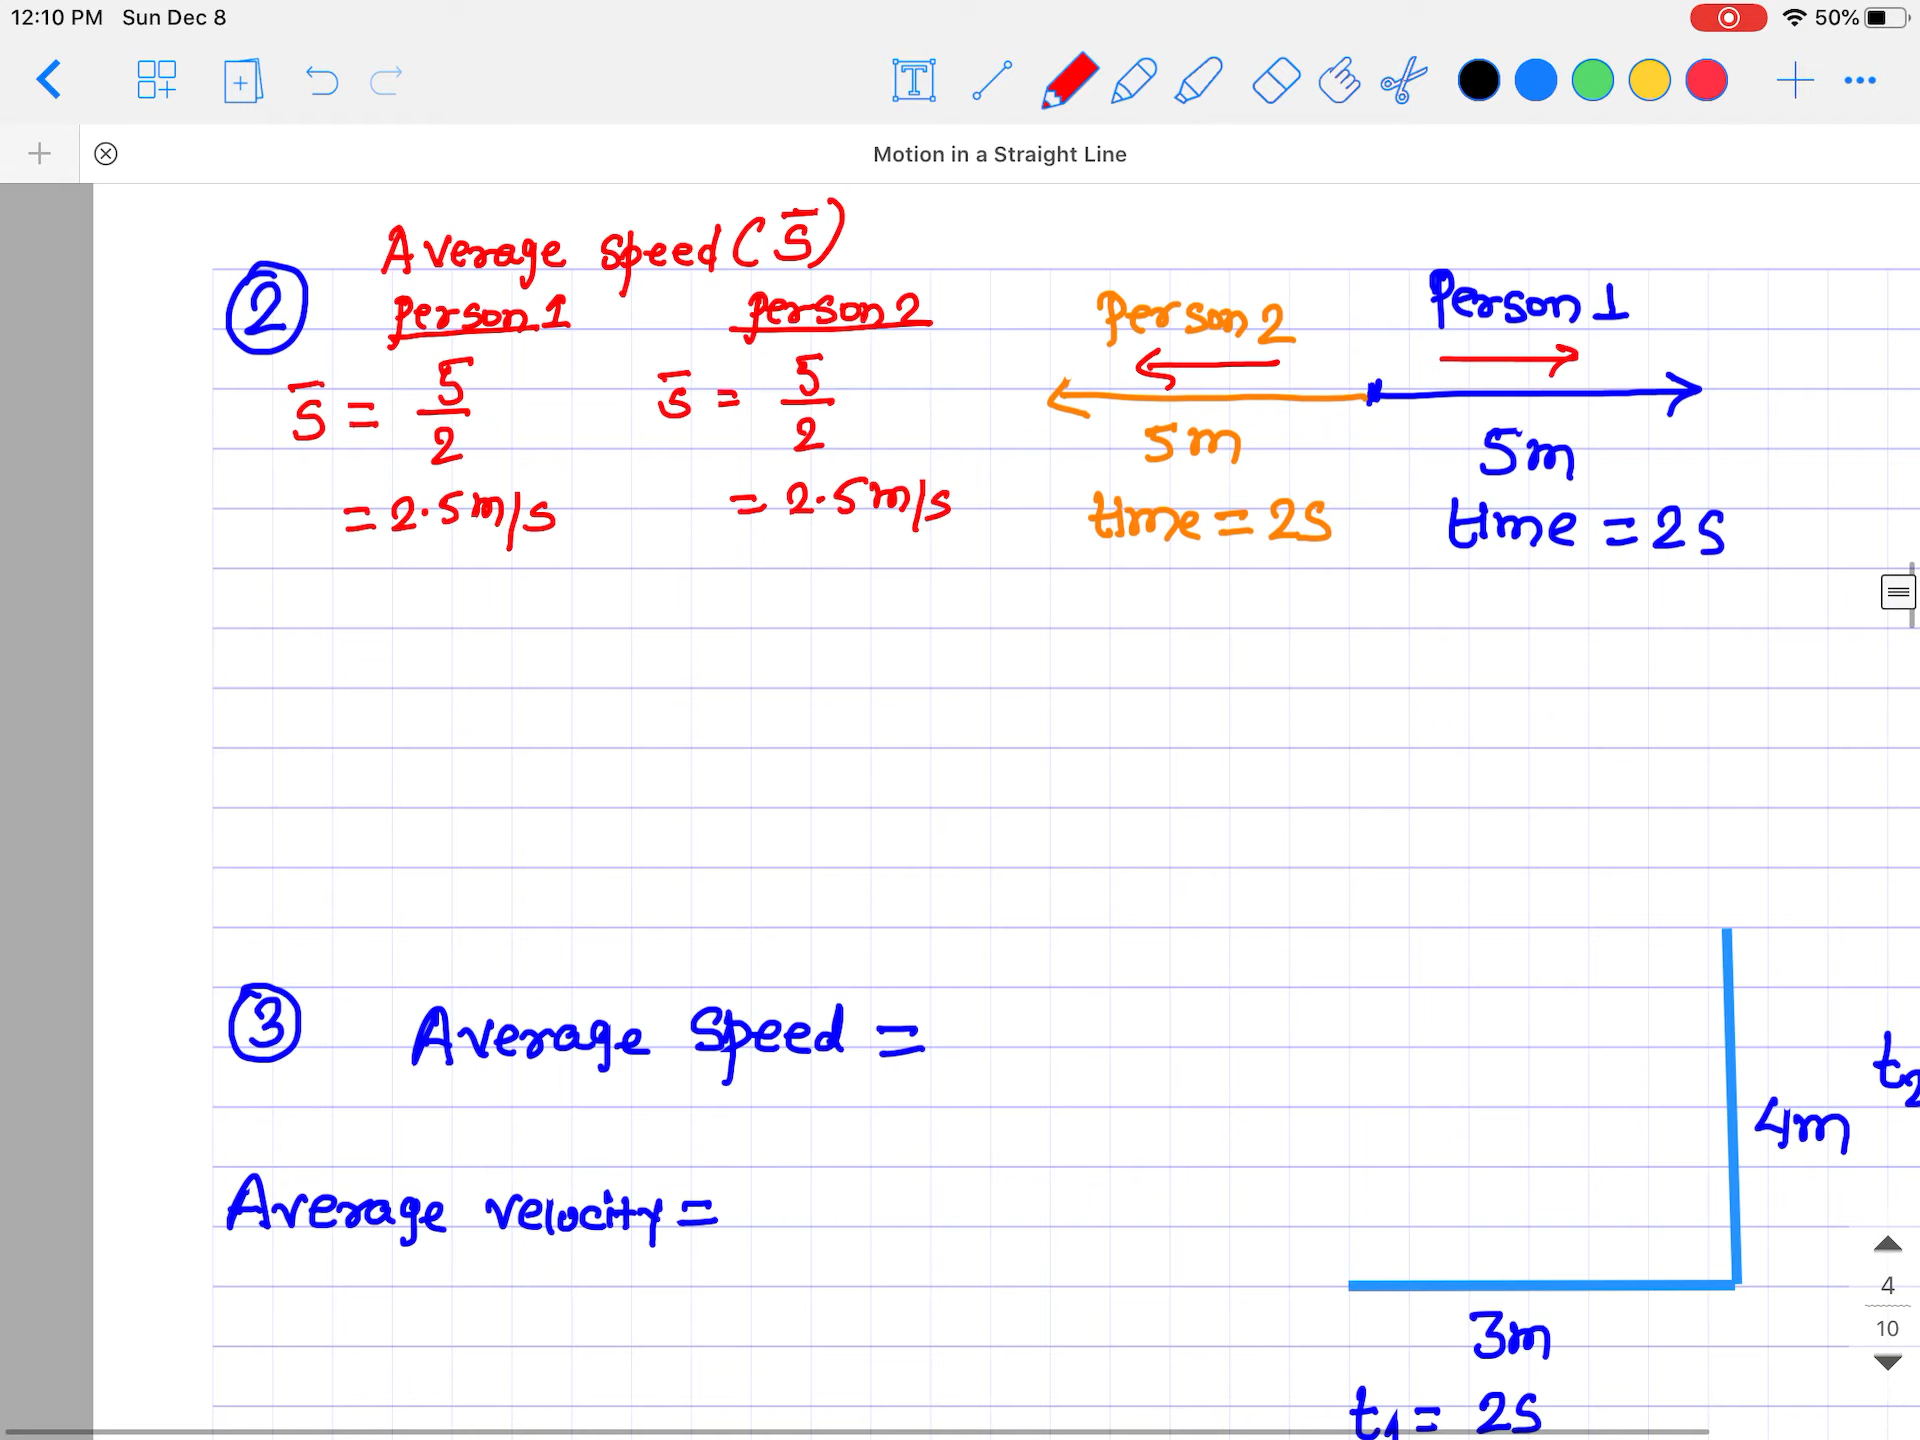 12:10 PM Sun Dec 8
50%
T
Motion in a Straight Line
Average speed (s̄)
2
Person 1
Person 2
s̄ = 5/2
= 2.5 m/s
s̄ = 5/2
= 2.5 m/s
Person 2
5m
time = 2s
Person 1
5m
time = 2s
3
Average Speed =
Average velocity =
4m
t₂
3m
t₁ = 2s
4
10